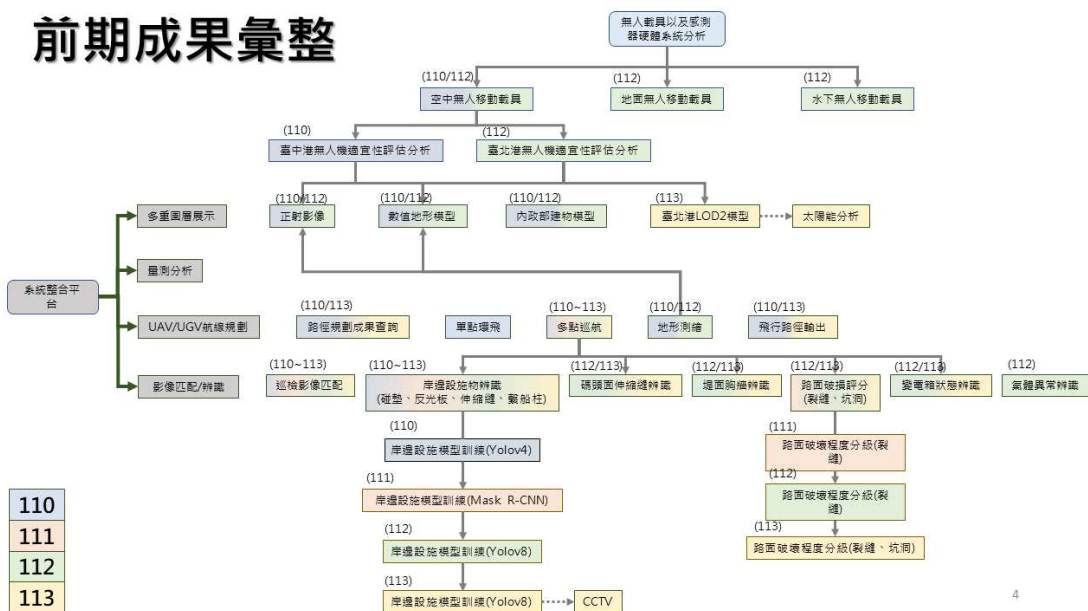 前期成果彙整
無人載具以及感測
器硬體系統分析
(110/112)
空中無人移動載具
(112)
地面無人移動載具
(112)
水下無人移動載具
(110)
臺中港無人機適宜性評估分析
(112)
臺北港無人機適宜性評估分析
(110/112)
正射影像
(110/112)
數值地形模型
(110/112)
內政部建物模型
(113)
臺北港LOD2模型
太陽能分析
系統整合平
台
多重圖層展示
量測分析
UAV/UGV航線規劃
影像匹配/辨識
(110/113)
路徑規劃成果查詢
單點環飛
(110~113)
多點巡航
(110/112)
地形測繪
(110/113)
飛行路徑輸出
(110~113)
巡檢影像匹配
(110~113)
岸邊設施物辨識
(碰墊、反光板、伸縮縫、繫船柱)
(112/113)
碼頭面伸縮縫辨識
(112/113)
堤面胸牆辨識
(112/113)
路面破損評分
(裂縫、坑洞)
(112/113)
變電箱狀態辨識
(112)
氣體異常辨識
(110)
岸邊設施模型訓練(Yolov4)
(111)
岸邊設施模型訓練(Mask R-CNN)
(112)
岸邊設施模型訓練(Yolov8)
(113)
岸邊設施模型訓練(Yolov8)
CCTV
(111)
路面破壞程度分級(裂
縫)
(112)
路面破壞程度分級(裂
縫)
(113)
路面破壞程度分級(裂縫、坑洞)
110
111
112
113
4